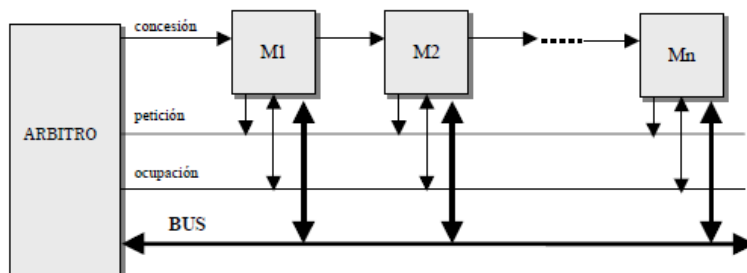 concesión
M1
M2
Mn
petición
ARBITRO
ocupación
BUS